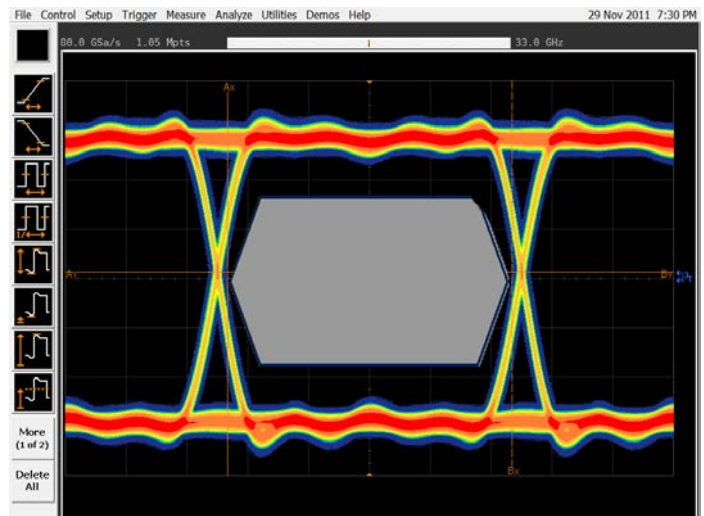 File Control Setup Trigger Measure Analyze Utilities Demos Help 29 Nov 2011 7:30 PM
80.0 GSa/s 1.05 Mpts 33.0 GHz
Ax
AY BY
Bx
More
(1 of 2)
Delete
All